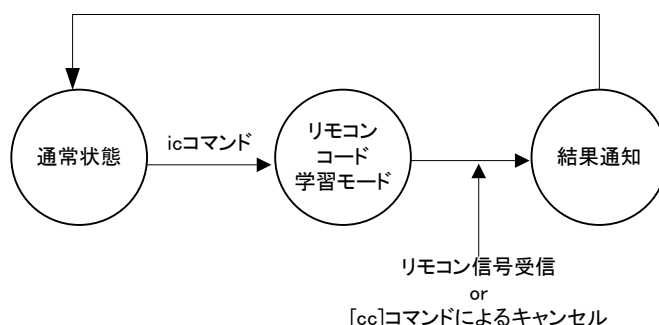 通常状態
icコマンド
リモコン
コード
学習モード
結果通知
リモコン信号受信
or
[cc]コマンドによるキャンセル